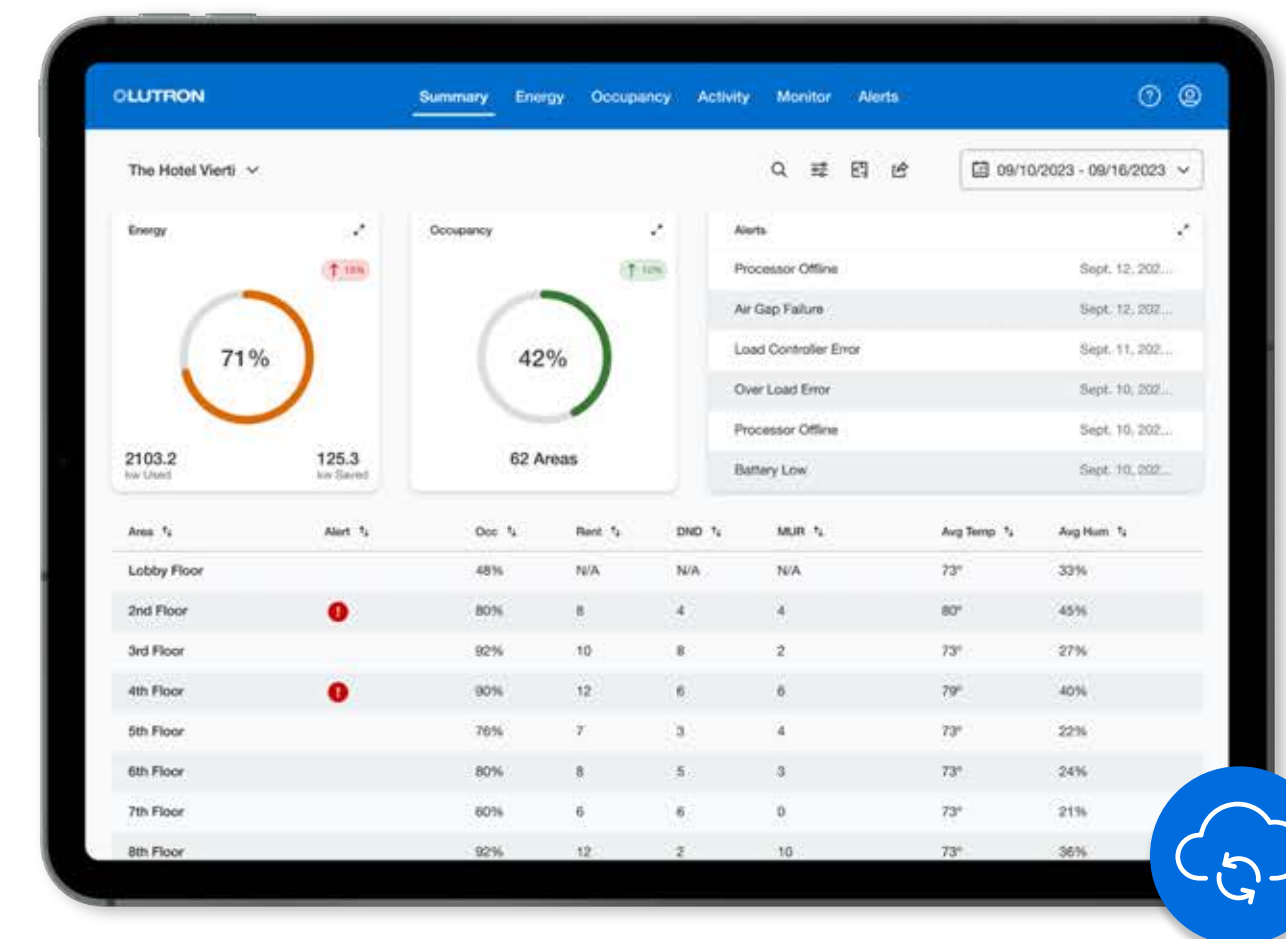 LUTRON
Summary Energy Occupancy Activity Monitor Alerts
The Hotel Vierti
09/10/2023 - 09/16/2023
Energy
71%
2103.2
kw Used
125.3
kw Saved
Occupancy
10%
42%
62 Areas
Alerts
Processor Offline Sept. 12, 202...
Air Gap Failure Sept. 12, 202...
Load Controller Error Sept. 11, 202...
Over Load Error Sept. 10, 202...
Processor Offline Sept. 10, 202...
Battery Low Sept. 10, 202...
Area Alert Occ Rent DND MUR Avg Temp Avg Hum
Lobby Floor 48% N/A N/A N/A 73° 33%
2nd Floor ! 80% 8 4 4 80° 45%
3rd Floor 92% 10 8 2 73° 27%
4th Floor ! 90% 12 6 6 79° 40%
5th Floor 76% 7 3 4 73° 22%
6th Floor 80% 8 5 3 73° 24%
7th Floor 60% 6 6 0 73° 21%
8th Floor 92% 12 2 10 73° 36%